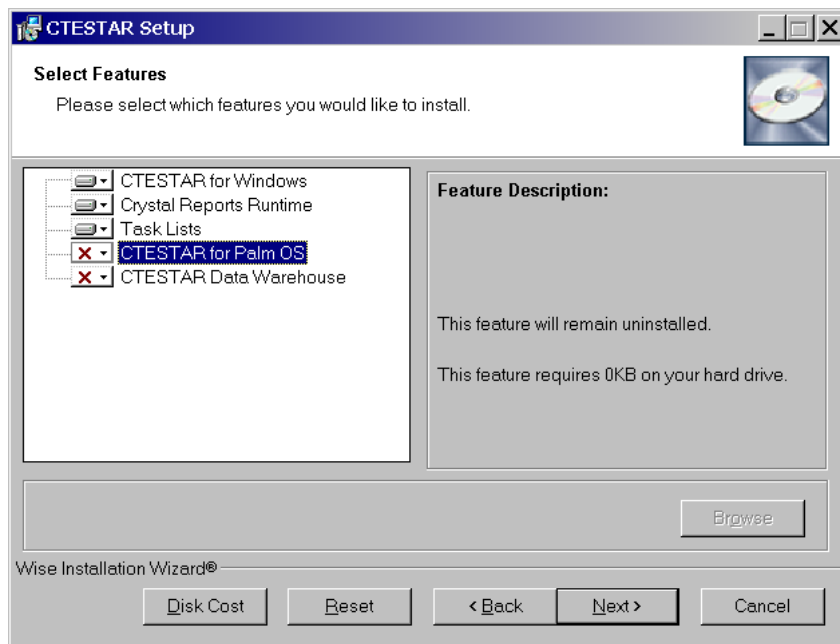 CTESTAR Setup
Select Features
Please select which features you would like to install.
CTESTAR for Windows
Crystal Reports Runtime
Task Lists
CTESTAR for Palm OS
CTESTAR Data Warehouse
Feature Description:
This feature will remain uninstalled.
This feature requires 0KB on your hard drive.
Browse
Wise Installation Wizard®
Disk Cost
Reset
< Back
Next >
Cancel